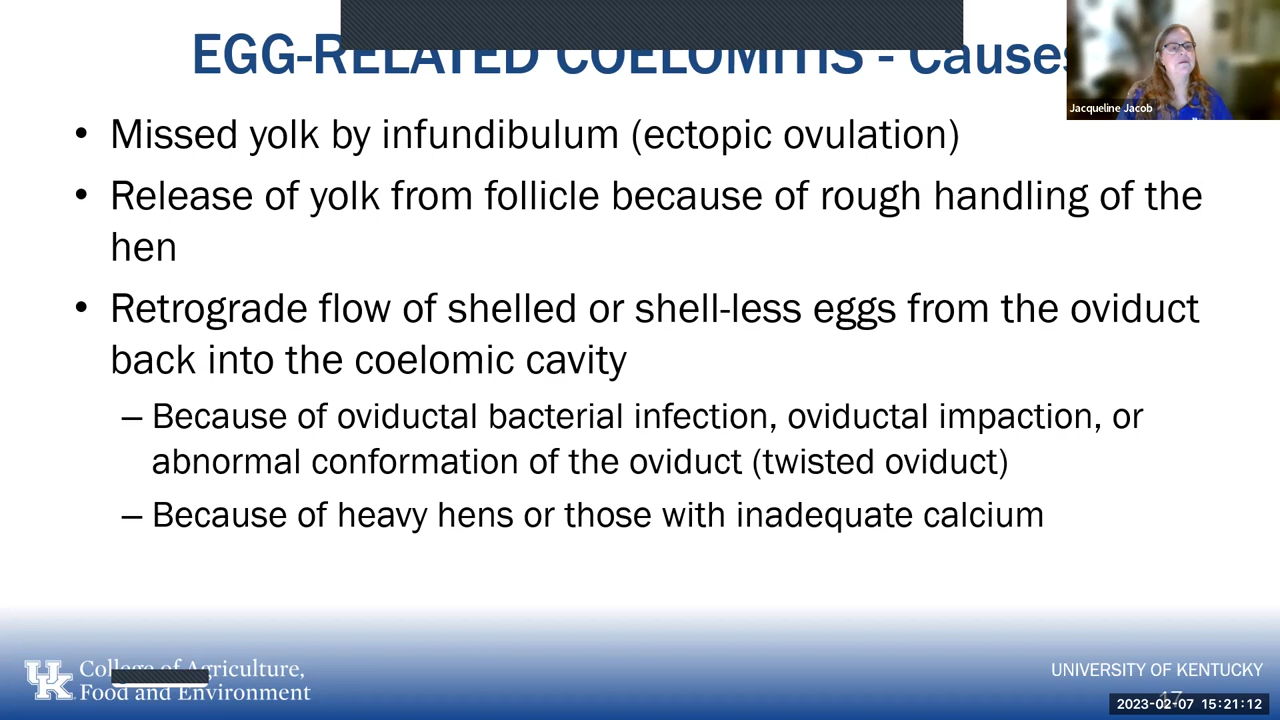 EGG-RELATED COELOMITIS - Causes
Jacqueline Jacob
• Missed yolk by infundibulum (ectopic ovulation)
• Release of yolk from follicle because of rough handling of the
hen
• Retrograde flow of shelled or shell-less eggs from the oviduct
back into the coelomic cavity
– Because of oviductal bacterial infection, oviductal impaction, or
abnormal conformation of the oviduct (twisted oviduct)
– Because of heavy hens or those with inadequate calcium
UK
College of Agriculture,
Food and Environment
UNIVERSITY OF KENTUCKY
17
2023-02-07 15:21:12